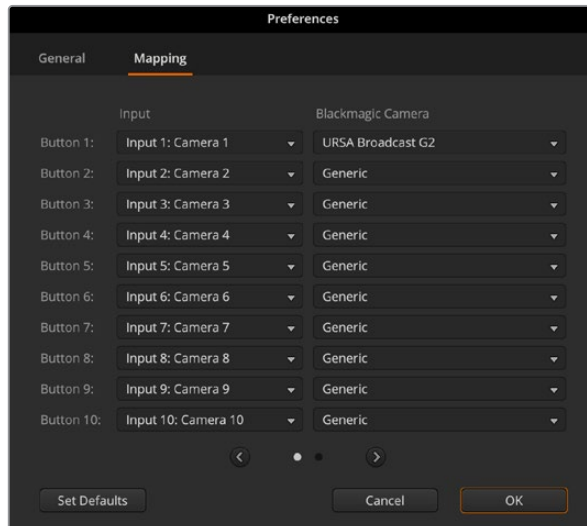 Preferences
General Mapping
Input Blackmagic Camera
Button 1: Input 1: Camera 1 URSA Broadcast G2
Button 2: Input 2: Camera 2 Generic
Button 3: Input 3: Camera 3 Generic
Button 4: Input 4: Camera 4 Generic
Button 5: Input 5: Camera 5 Generic
Button 6: Input 6: Camera 6 Generic
Button 7: Input 7: Camera 7 Generic
Button 8: Input 8: Camera 8 Generic
Button 9: Input 9: Camera 9 Generic
Button 10: Input 10: Camera 10 Generic
Set Defaults Cancel OK